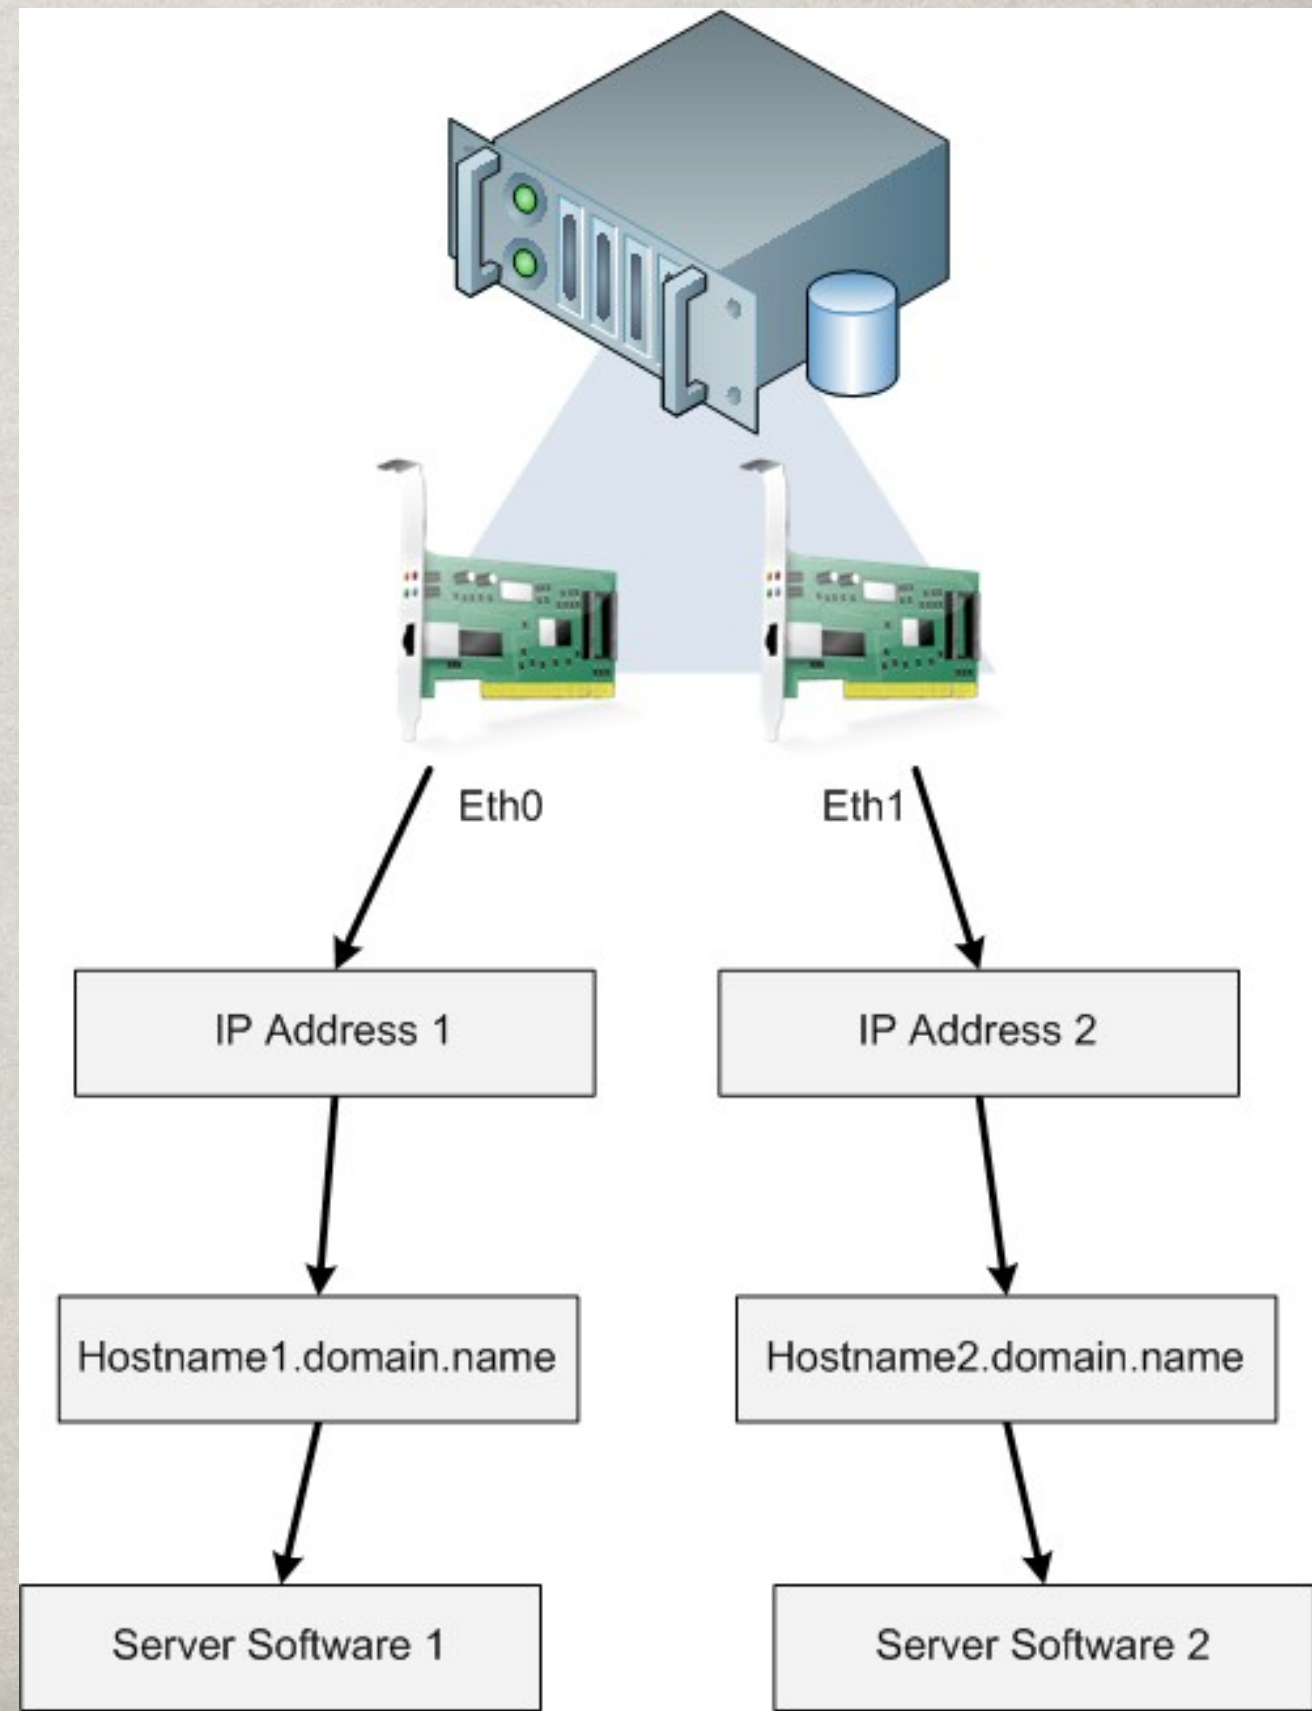 Eth0
Eth1
IP Address 1
IP Address 2
Hostname1.domain.name
Hostname2.domain.name
Server Software 1
Server Software 2